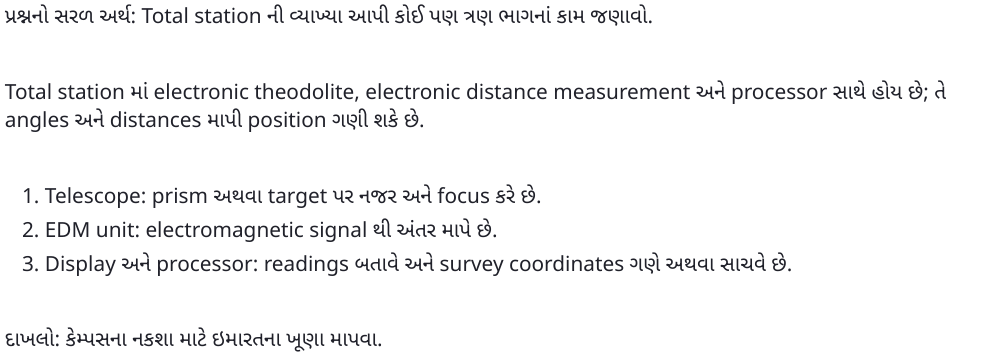 પ્રશ્નનો સરળ અર્થ: Total station ની વ્યાખ્યા આપી કોઈ પણ ત્રણ ભાગનાં કામ જણાવો.
Total station માં electronic theodolite, electronic distance measurement અને processor સાથે હોય છે; તે
angles અને distances માપી position ગણી શકે છે.
1. Telescope: prism અથવા target પર નજર અને focus કરે છે.
2. EDM unit: electromagnetic signal થી અંતર માપે છે.
3. Display અને processor: readings બતાવે અને survey coordinates ગણે અથવા સાચવે છે.
દાખલો: કેમ્પસના નકશા માટે ઇમારતના ખૂણા માપવા.